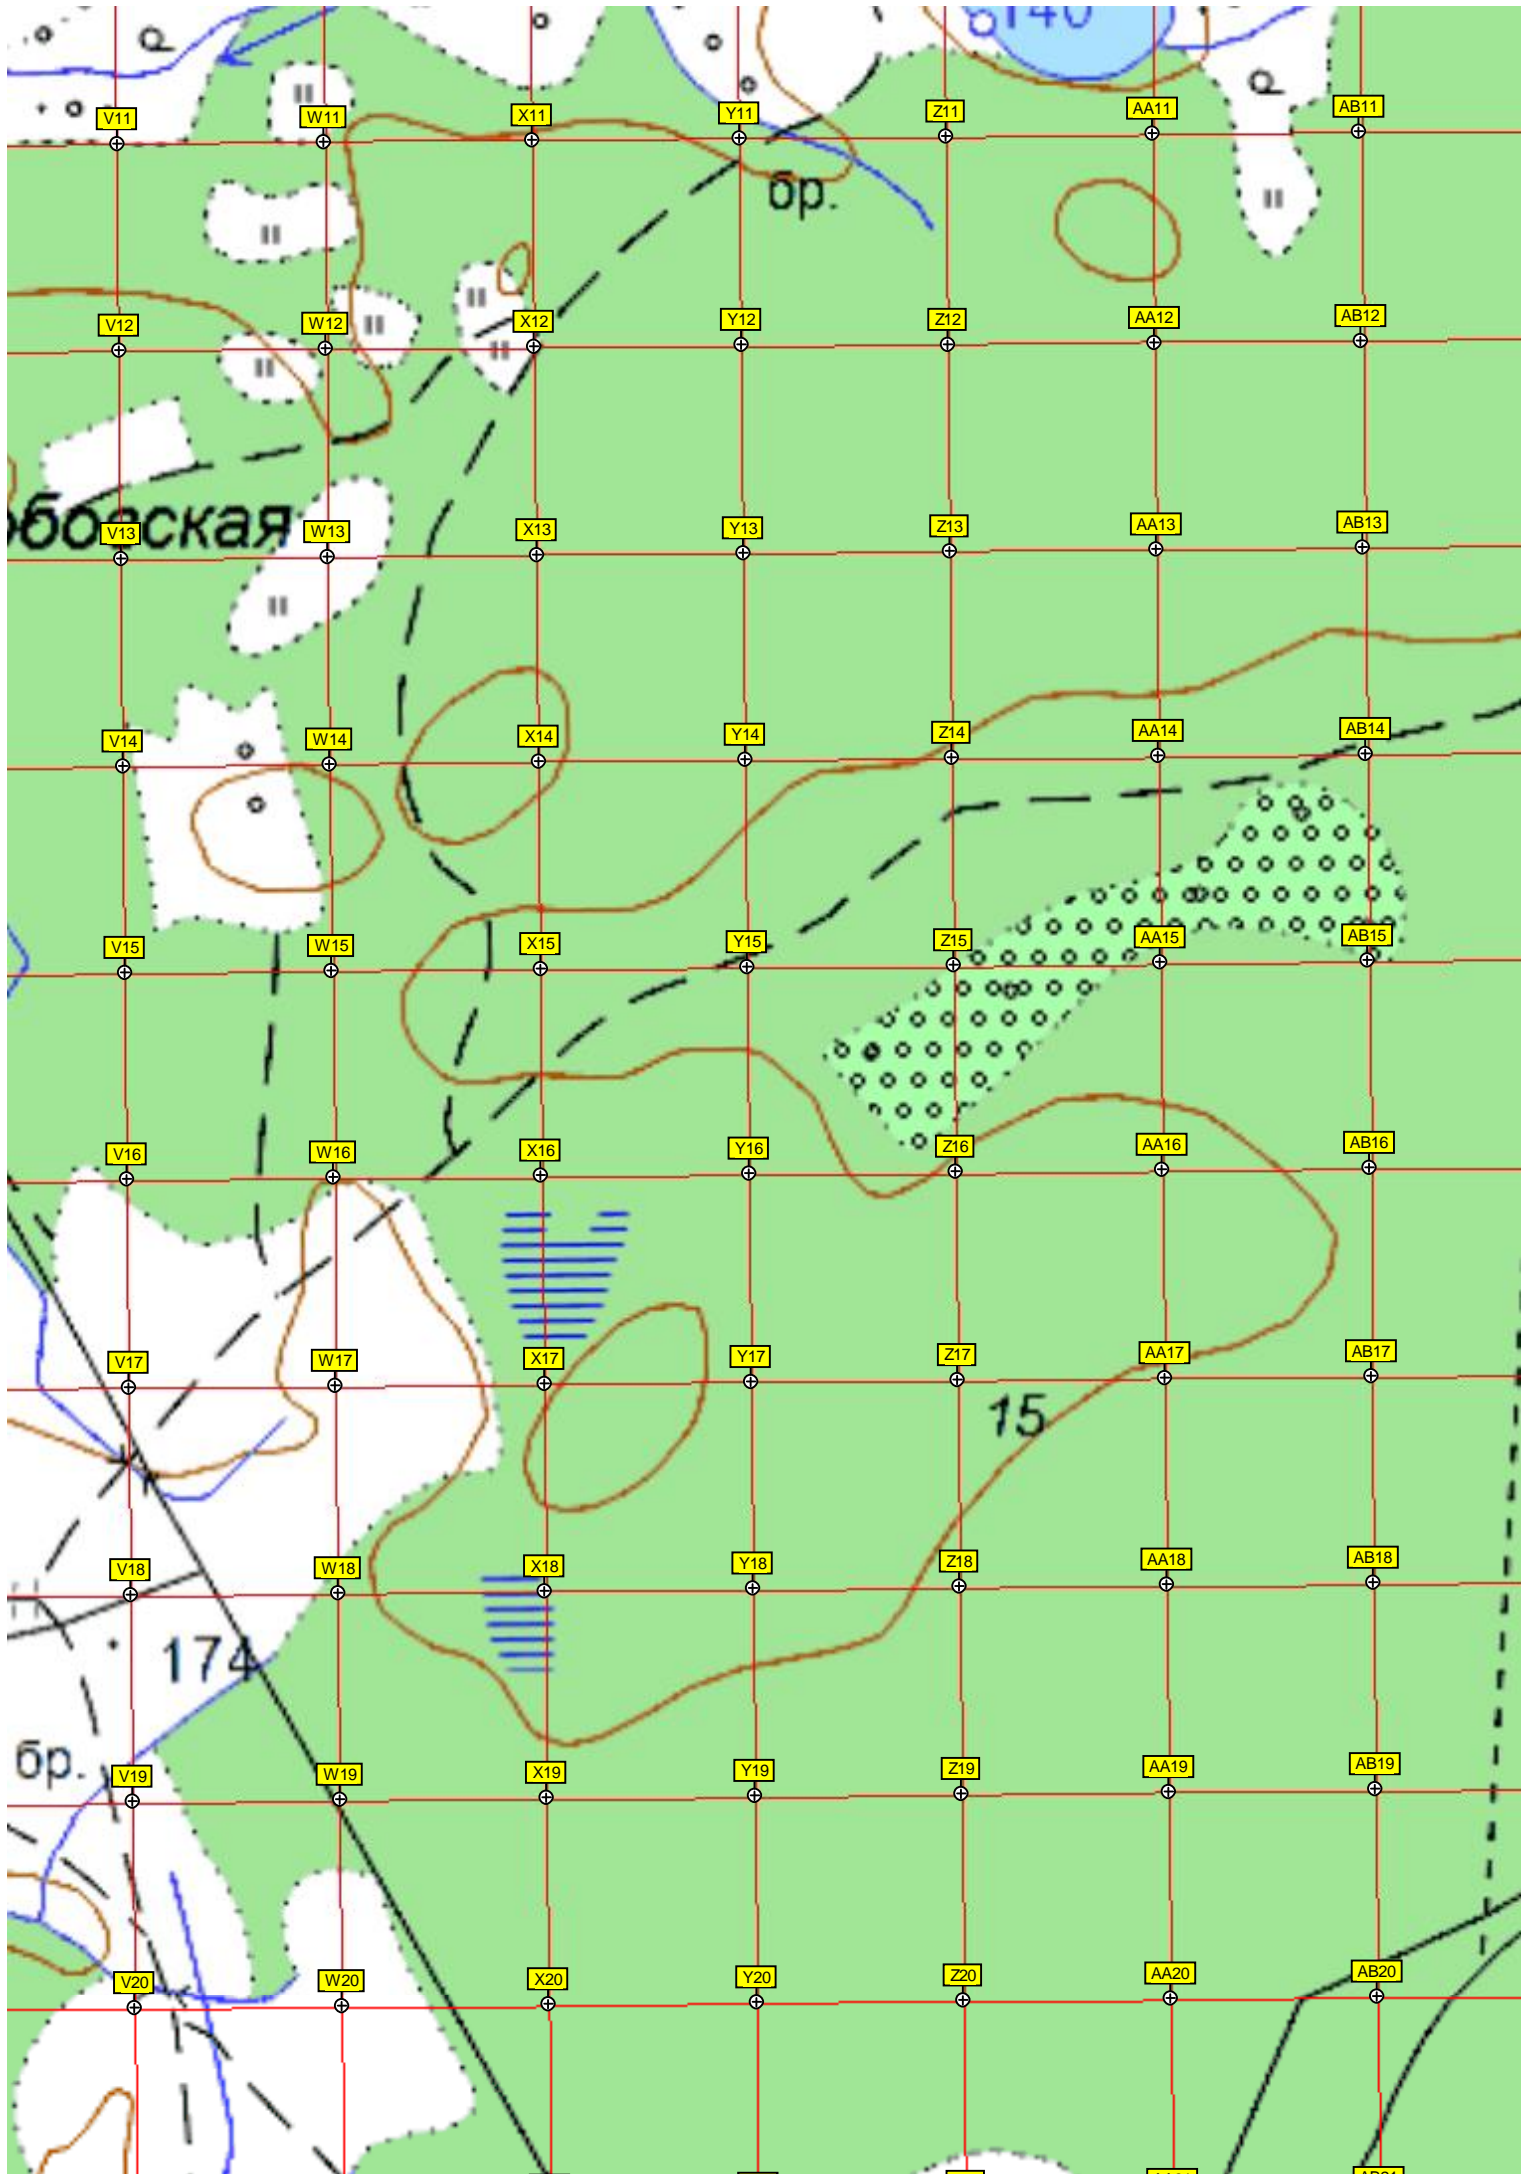 140
V11 W11 X11 Y11 Z11 AA11 AB11
бр.
V12 W12 X12 Y12 Z12 AA12 AB12
обовская
V13 W13 X13 Y13 Z13 AA13 AB13
V14 W14 X14 Y14 Z14 AA14 AB14
V15 W15 X15 Y15 Z15 AA15 AB15
V16 W16 X16 Y16 Z16 AA16 AB16
V17 W17 X17 Y17 Z17 AA17 AB17
15
V18 W18 X18 Y18 Z18 AA18 AB18
174
бр.
V19 W19 X19 Y19 Z19 AA19 AB19
V20 W20 X20 Y20 Z20 AA20 AB20